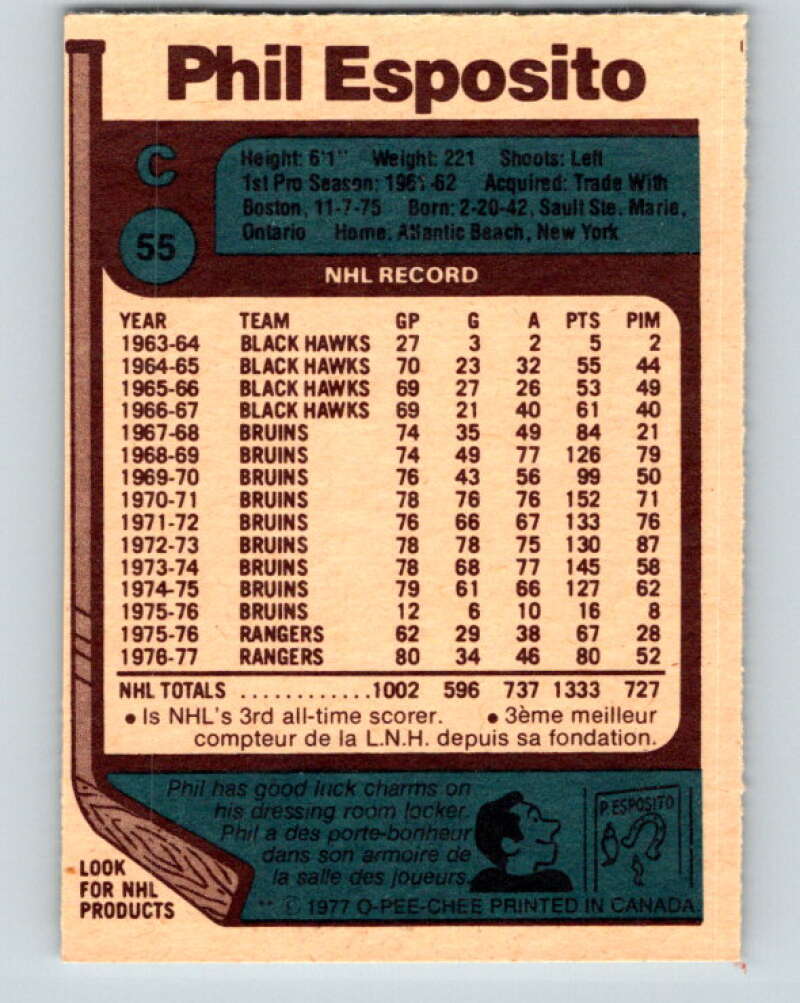 Phil Esposito
C
Height: 6'1" Weight: 221 Shoots: Left
1st Pro Season: 1961-62 Acquired: Trade With
Boston, 11-7-75 Born: 2-20-42, Sault Ste. Marie,
Ontario Home: Atlantic Beach, New York
55
NHL RECORD
YEAR TEAM GP G A PTS PIM
1963-64 BLACK HAWKS 27 3 2 5 2
1964-65 BLACK HAWKS 70 23 32 55 44
1965-66 BLACK HAWKS 69 27 26 53 49
1966-67 BLACK HAWKS 69 21 40 61 40
1967-68 BRUINS 74 35 49 84 21
1968-69 BRUINS 74 49 77 126 79
1969-70 BRUINS 76 43 56 99 50
1970-71 BRUINS 78 76 76 152 71
1971-72 BRUINS 76 66 67 133 76
1972-73 BRUINS 78 78 75 130 87
1973-74 BRUINS 78 68 77 145 58
1974-75 BRUINS 79 61 66 127 62
1975-76 BRUINS 12 6 10 16 8
1975-76 RANGERS 62 29 38 67 28
1976-77 RANGERS 80 34 46 80 52
NHL TOTALS ............1002 596 737 1333 727
• Is NHL's 3rd all-time scorer. • 3ème meilleur
compteur de la L.N.H. depuis sa fondation.
Phil has good luck charms on
his dressing room locker.
Phil a des porte-bonheur
dans son armoire de
la salle des joueurs.
P. ESPOSITO
LOOK
FOR NHL
PRODUCTS
** © 1977 O-PEE-CHEE PRINTED IN CANADA